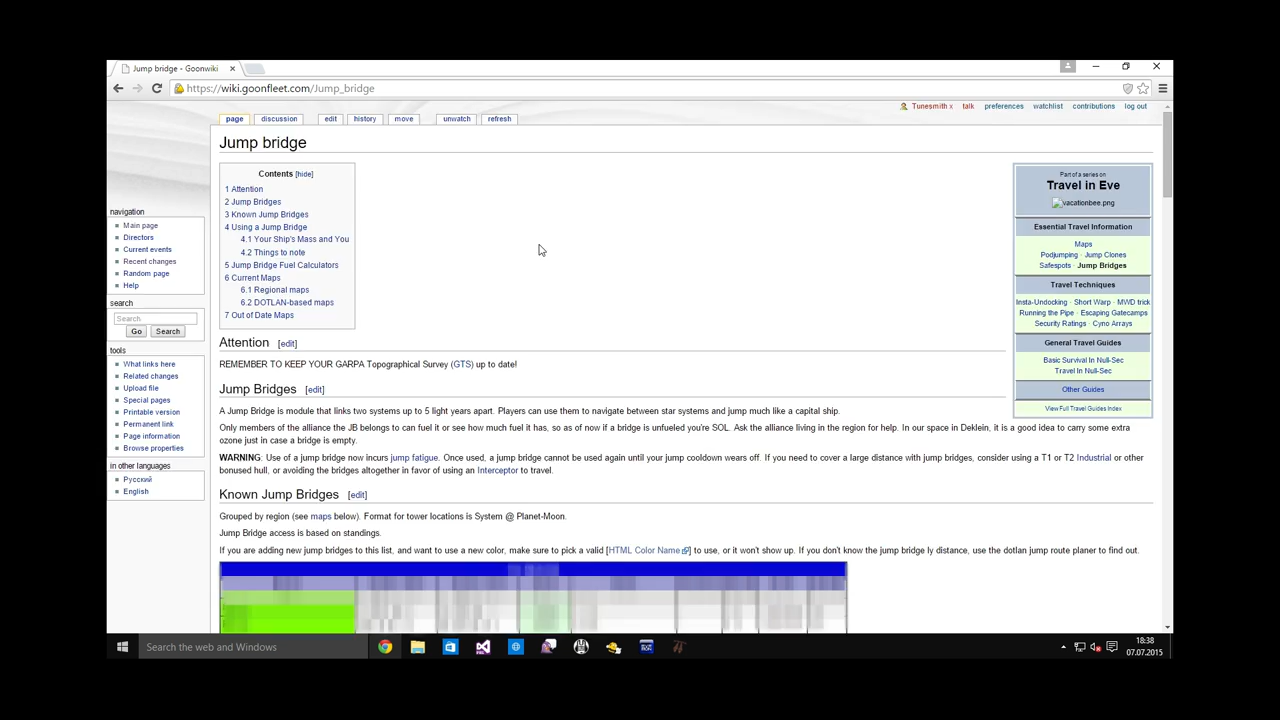 Jump bridge - Goonwiki
https://wiki.goonfleet.com/Jump_bridge
Tunesmith x talk preferences watchlist contributions log out
page discussion edit history move unwatch refresh
Jump bridge
Contents [hide]
1 Attention
2 Jump Bridges
3 Known Jump Bridges
4 Using a Jump Bridge
4.1 Your Ship's Mass and You
4.2 Things to note
5 Jump Bridge Fuel Calculators
6 Current Maps
6.1 Regional maps
6.2 DOTLAN-based maps
7 Out of Date Maps
Part of a series on
Travel in Eve
vacationbee.png
Essential Travel Information
Maps
Podjumping · Jump Clones
Safespots · Jump Bridges
Travel Techniques
Insta-Undocking · Short Warp · MWD trick
Running the Pipe · Escaping Gatecamps
Security Ratings · Cyno Arrays
General Travel Guides
Basic Survival In Null-Sec
Travel In Null-Sec
Other Guides
View Full Travel Guides Index
navigation
Main page
Directors
Current events
Recent changes
Random page
Help
search
Search
Go Search
tools
What links here
Related changes
Upload file
Special pages
Printable version
Permanent link
Page information
Browse properties
in other languages
Русский
English
Attention [edit]
REMEMBER TO KEEP YOUR GARPA Topographical Survey (GTS) up to date!
Jump Bridges [edit]
A Jump Bridge is module that links two systems up to 5 light years apart. Players can use them to navigate between star systems and jump much like a capital ship.
Only members of the alliance the JB belongs to can fuel it or see how much fuel it has, so as of now if a bridge is unfueled you're SOL. Ask the alliance living in the region for help. In our space in Deklein, it is a good idea to carry some extra
ozone just in case a bridge is empty.
WARNING: Use of a jump bridge now incurs jump fatigue. Once used, a jump bridge cannot be used again until your jump cooldown wears off. If you need to cover a large distance with jump bridges, consider using a T1 or T2 Industrial or other
bonused hull, or avoiding the bridges altogether in favor of using an Interceptor to travel.
Known Jump Bridges [edit]
Grouped by region (see maps below). Format for tower locations is System @ Planet-Moon.
Jump Bridge access is based on standings.
If you are adding new jump bridges to this list, and want to use a new color, make sure to pick a valid [HTML Color Name] to use, or it won't show up. If you don't know the jump bridge ly distance, use the dotlan jump route planer to find out.
Search the web and Windows
18:38
07.07.2015